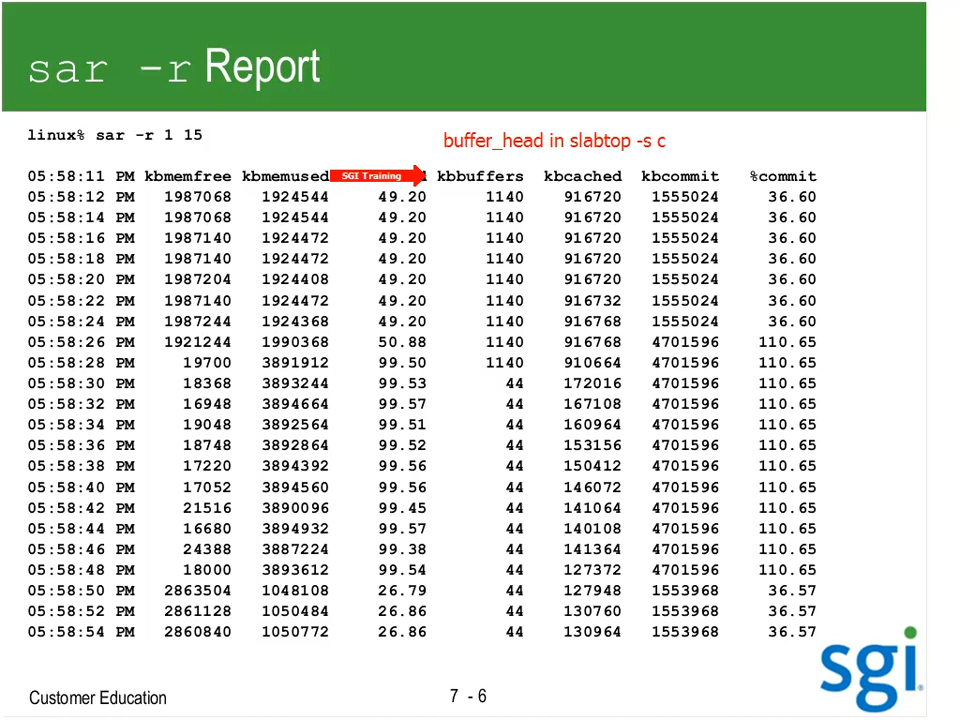 sar -r Report
linux% sar -r 1 15
buffer_head in slabtop -s c
05:58:11 PM kbmemfree kbmemused SGI Training kbbuffers kbcached kbcommit %commit
05:58:12 PM 1987068 1924544 49.20 1140 916720 1555024 36.60
05:58:14 PM 1987068 1924544 49.20 1140 916720 1555024 36.60
05:58:16 PM 1987140 1924472 49.20 1140 916720 1555024 36.60
05:58:18 PM 1987140 1924472 49.20 1140 916720 1555024 36.60
05:58:20 PM 1987204 1924408 49.20 1140 916720 1555024 36.60
05:58:22 PM 1987140 1924472 49.20 1140 916732 1555024 36.60
05:58:24 PM 1987244 1924368 49.20 1140 916768 1555024 36.60
05:58:26 PM 1921244 1990368 50.88 1140 916768 4701596 110.65
05:58:28 PM 19700 3891912 99.50 1140 910664 4701596 110.65
05:58:30 PM 18368 3893244 99.53 44 172016 4701596 110.65
05:58:32 PM 16948 3894664 99.57 44 167108 4701596 110.65
05:58:34 PM 19048 3892564 99.51 44 160964 4701596 110.65
05:58:36 PM 18748 3892864 99.52 44 153156 4701596 110.65
05:58:38 PM 17220 3894392 99.56 44 150412 4701596 110.65
05:58:40 PM 17052 3894560 99.56 44 146072 4701596 110.65
05:58:42 PM 21516 3890096 99.45 44 141064 4701596 110.65
05:58:44 PM 16680 3894932 99.57 44 140108 4701596 110.65
05:58:46 PM 24388 3887224 99.38 44 141364 4701596 110.65
05:58:48 PM 18000 3893612 99.54 44 127372 4701596 110.65
05:58:50 PM 2863504 1048108 26.79 44 127948 1553968 36.57
05:58:52 PM 2861128 1050484 26.86 44 130760 1553968 36.57
05:58:54 PM 2860840 1050772 26.86 44 130964 1553968 36.57
sgi
Customer Education
7 - 6